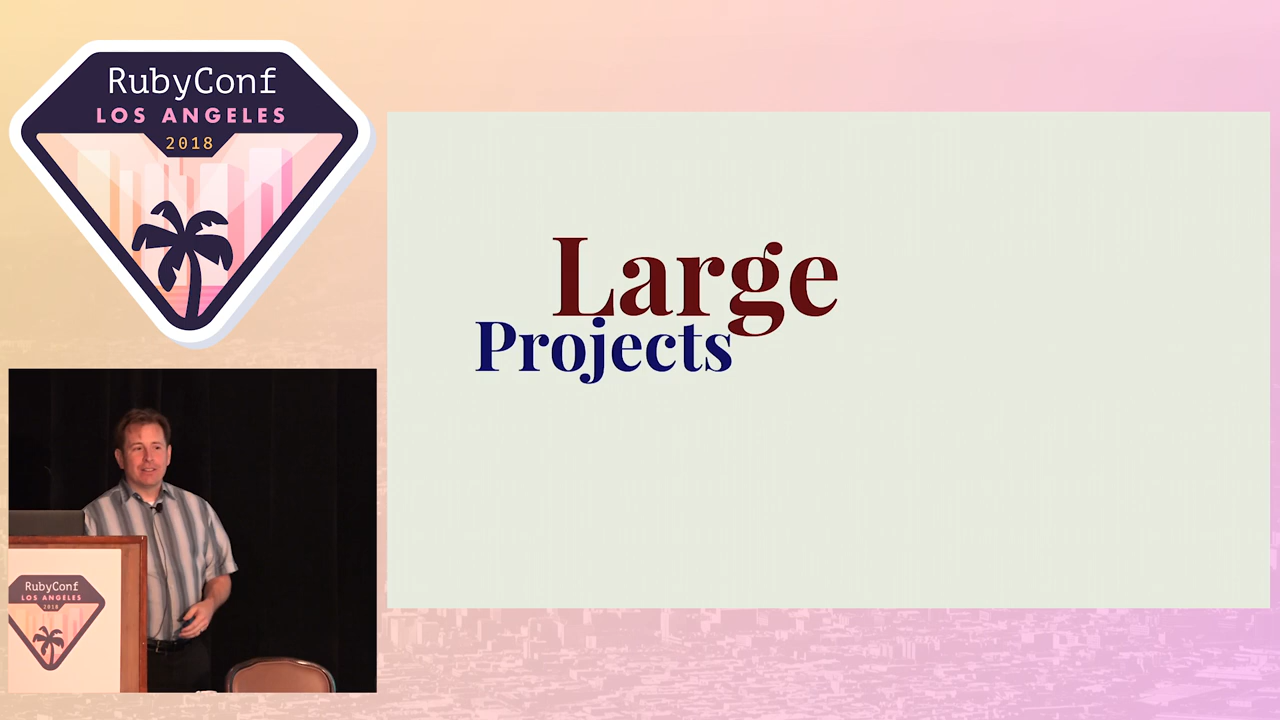 RubyConf
LOS ANGELES
2018
Large
Projects
RubyConf
LOS ANGELES
2018